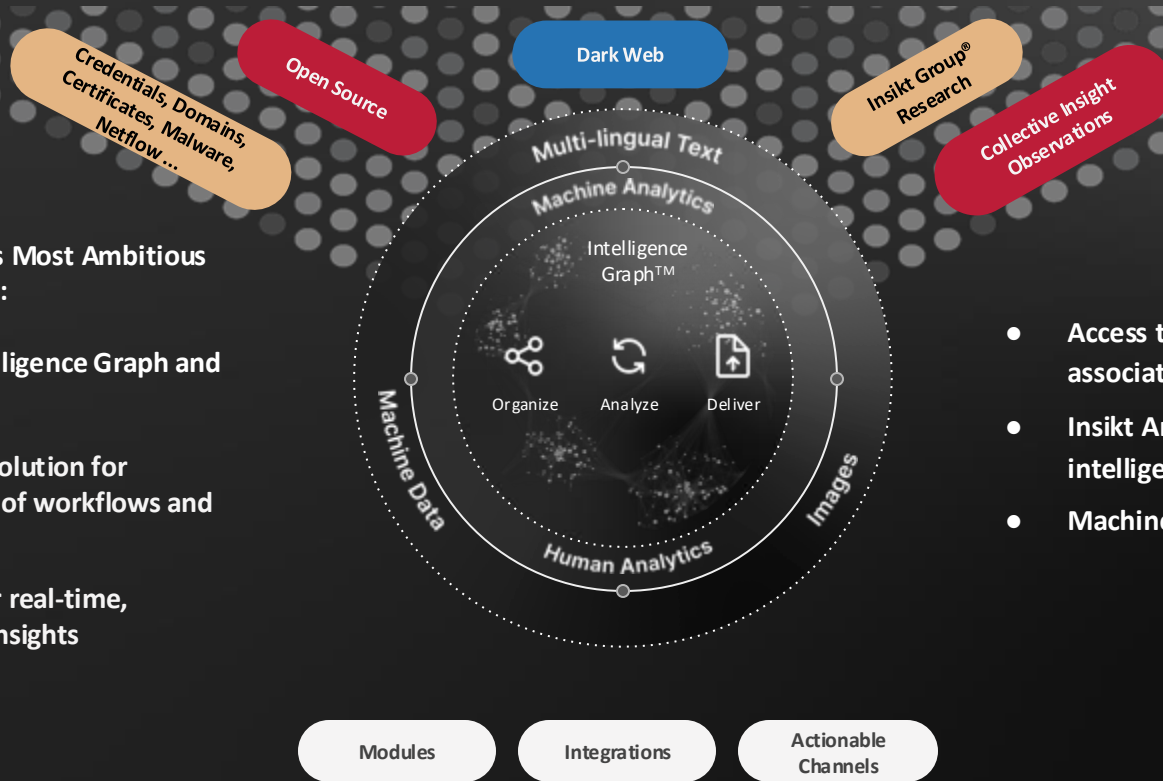 Credentials, Domains,
Certificates, Malware,
Netflow ...
Open Source
Dark Web
Insikt Group®
Research
Collective Insight
Observations
Multi-lingual Text
Machine Analytics
Intelligence
Graph™
Organize
Analyze
Deliver
Machine Data
Images
Human Analytics
s Most Ambitious
:
lligence Graph and
olution for
of workflows and
r real-time,
nsights
● Access t
associat
● Insikt An
intellige
● Machine
Modules
Integrations
Actionable
Channels